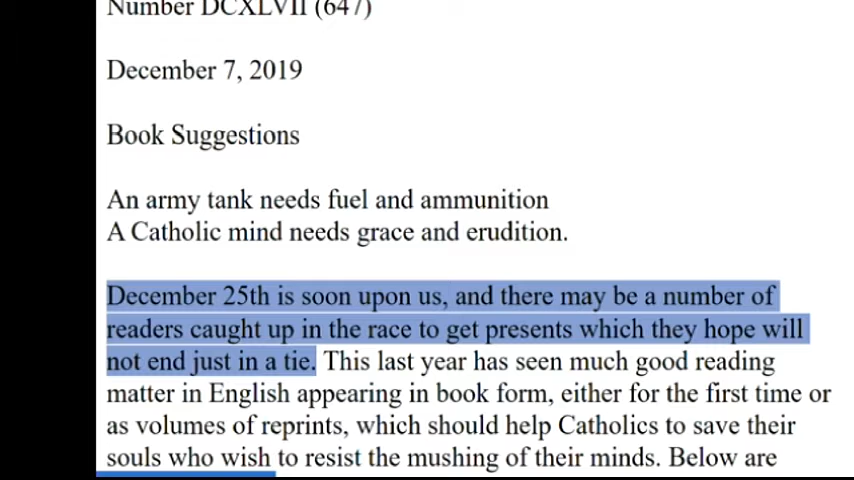 Number DCXLVII (647)
December 7, 2019
Book Suggestions
An army tank needs fuel and ammunition
A Catholic mind needs grace and erudition.
December 25th is soon upon us, and there may be a number of
readers caught up in the race to get presents which they hope will
not end just in a tie. This last year has seen much good reading
matter in English appearing in book form, either for the first time or
as volumes of reprints, which should help Catholics to save their
souls who wish to resist the mushing of their minds. Below are